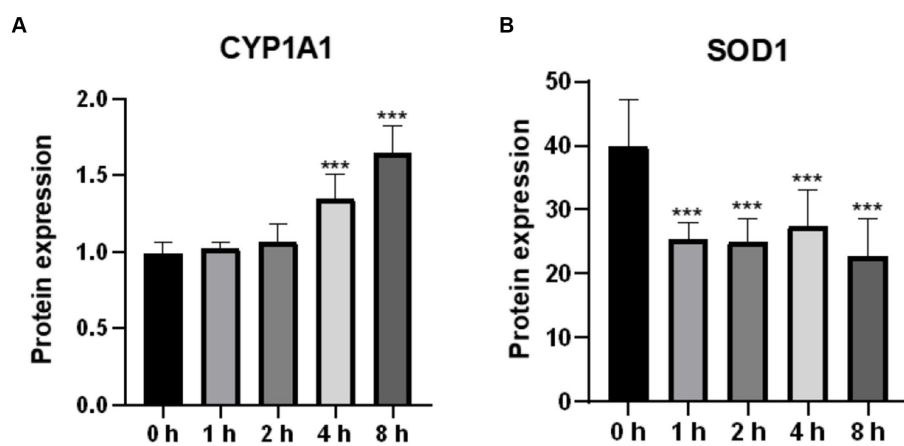 A
CYP1A1
Protein expression
2.0
1.5
1.0
0.5
0.0
***
***
0 h 1 h 2 h 4 h 8 h
B
SOD1
Protein expression
50
40
30
20
10
0
***
***
***
***
0 h 1 h 2 h 4 h 8 h